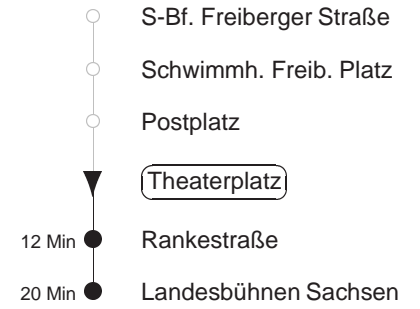 S-Bf. Freiberger Straße
Schwimmh. Freib. Platz
Postplatz
Theaterplatz
12 Min Rankestraße
20 Min Landesbühnen Sachsen